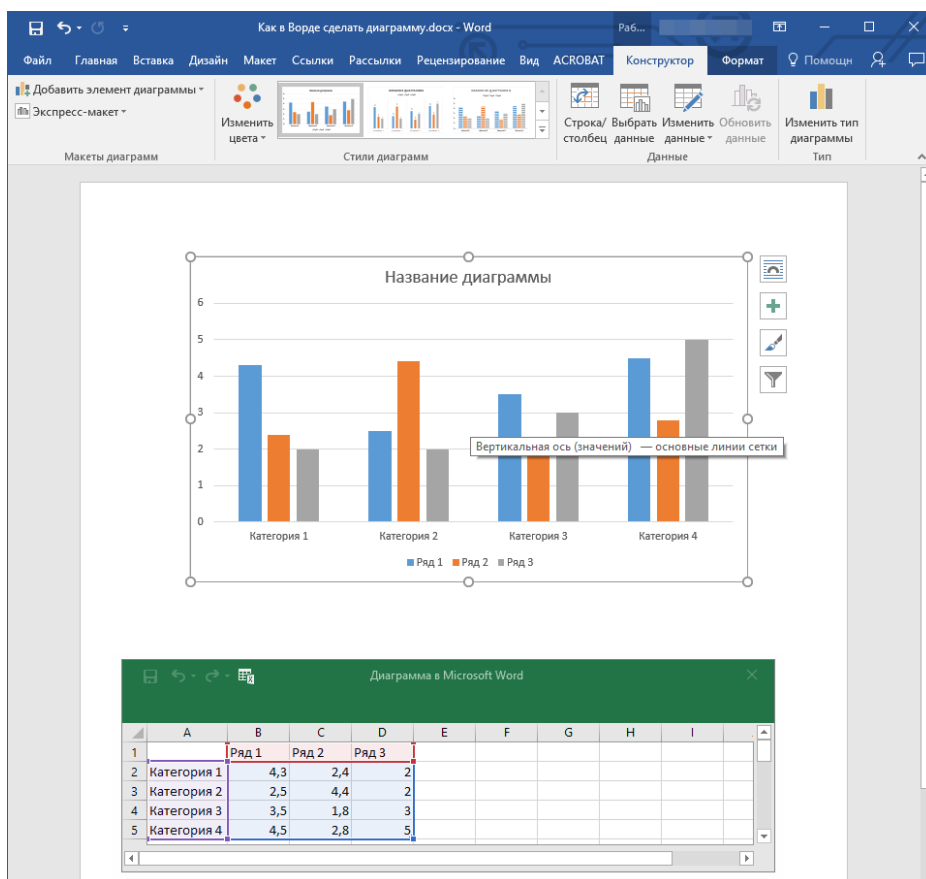 Как в Ворде сделать диаграмму.docx - Word Раб...
Файл Главная Вставка Дизайн Макет Ссылки Рассылки Рецензирование Вид ACROBAT Конструктор Формат Помощн
Добавить элемент диаграммы
Экспресс-макет
Изменить цвета
Строка/ столбец
Выбрать данные
Изменить данные
Обновить данные
Изменить тип диаграммы
Макеты диаграмм Стили диаграмм Данные Тип
Название диаграммы
6
5
4
3
2
1
0
Вертикальная ось (значений) — основные линии сетки
Категория 1 Категория 2 Категория 3 Категория 4
Ряд 1 Ряд 2 Ряд 3
Диаграмма в Microsoft Word
A B C D E F G H I
1 Ряд 1 Ряд 2 Ряд 3
2 Категория 1 4,3 2,4 2
3 Категория 2 2,5 4,4 2
4 Категория 3 3,5 1,8 3
5 Категория 4 4,5 2,8 5